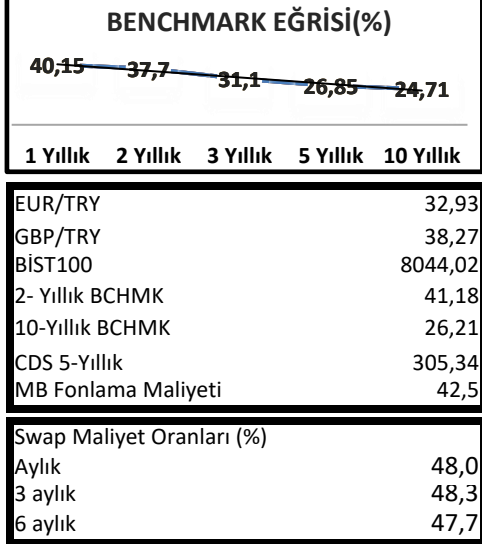 BENCHMARK EĞRİSİ(%)
40,15 37,7 31,1 26,85 24,71
1 Yıllık 2 Yıllık 3 Yıllık 5 Yıllık 10 Yıllık
EUR/TRY 32,93
GBP/TRY 38,27
BİST100 8044,02
2- Yıllık BCHMK 41,18
10-Yıllık BCHMK 26,21
CDS 5-Yıllık 305,34
MB Fonlama Maliyeti 42,5
Swap Maliyet Oranları (%)
Aylık 48,0
3 aylık 48,3
6 aylık 47,7